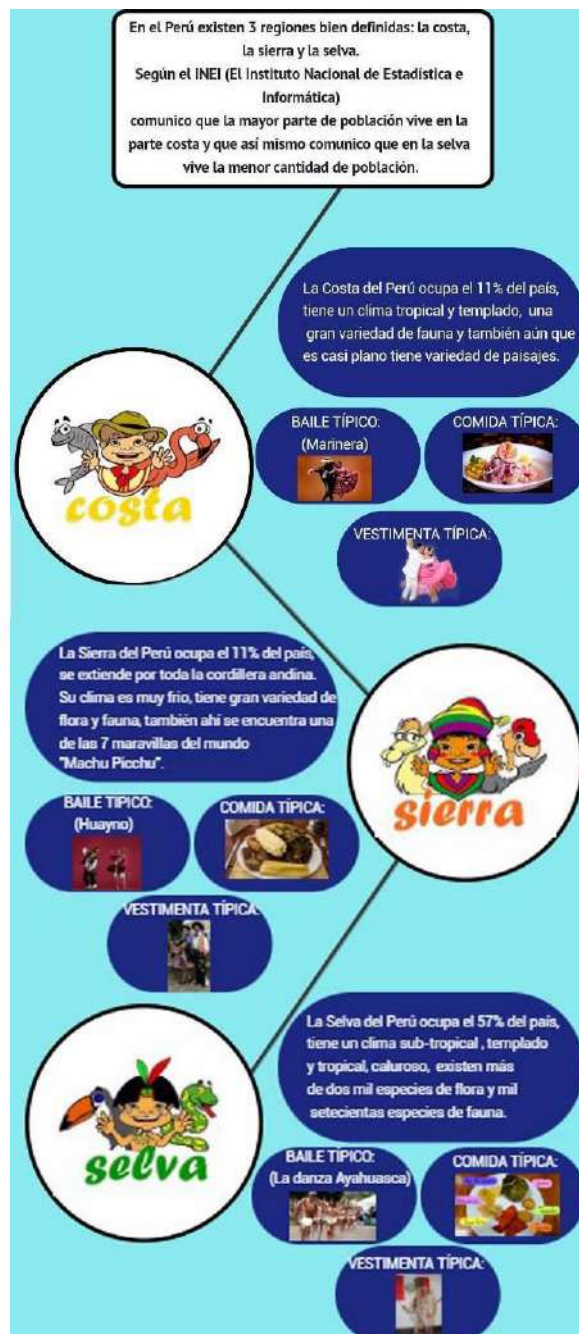 En el Perú existen 3 regiones bien definidas: la costa,
la sierra y la selva.
Según el INEI (El Instituto Nacional de Estadística e
Informática)
comunico que la mayor parte de población vive en la
parte costa y que así mismo comunico que en la selva
vive la menor cantidad de población.
La Costa del Perú ocupa el 11% del país,
tiene un clima tropical y templado, una
gran variedad de fauna y también aún que
es casi plano tiene variedad de paisajes.
costa
BAILE TÍPICO:
(Marinera)
COMIDA TÍPICA:
VESTIMENTA TÍPICA:
La Sierra del Perú ocupa el 11% del país,
se extiende por toda la cordillera andina.
Su clima es muy frio, tiene gran variedad de
flora y fauna, también ahi se encuentra una
de las 7 maravillas del mundo
"Machu Picchu".
sierra
BAILE TIPICO:
(Huayno)
COMIDA TÍPICA:
VESTIMENTA TÍPICA:
La Selva del Perú ocupa el 57% del país,
tiene un clima sub-tropical , templado
y tropical, caluroso, existen más
de dos mil especies de flora y mil
setecientas especies de fauna.
selva
BAILE TÍPICO:
(La danza Ayahuasca)
COMIDA TÍPICA:
VESTIMENTA TÍPICA: